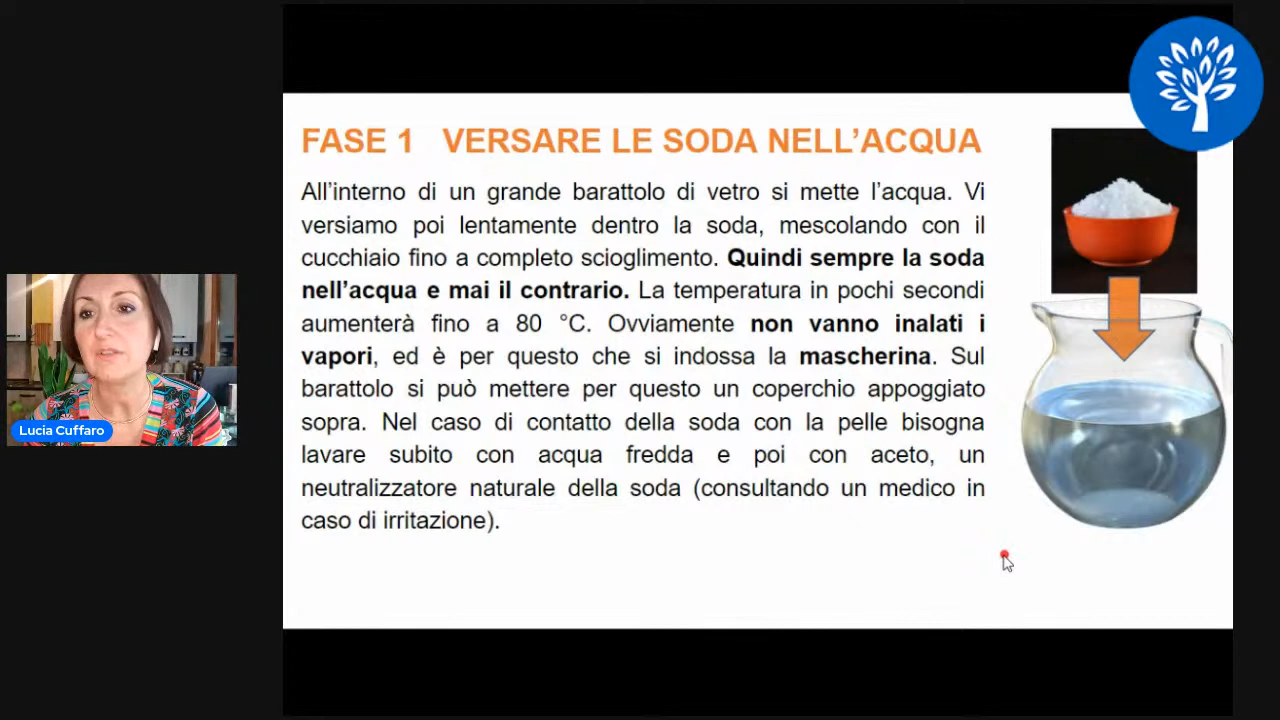 FASE 1 VERSARE LE SODA NELL’ACQUA
All’interno di un grande barattolo di vetro si mette l’acqua. Vi
versiamo poi lentamente dentro la soda, mescolando con il
cucchiaio fino a completo scioglimento. Quindi sempre la soda
nell’acqua e mai il contrario. La temperatura in pochi secondi
aumenterà fino a 80 °C. Ovviamente non vanno inalati i
vapori, ed è per questo che si indossa la mascherina. Sul
barattolo si può mettere per questo un coperchio appoggiato
sopra. Nel caso di contatto della soda con la pelle bisogna
lavare subito con acqua fredda e poi con aceto, un
neutralizzatore naturale della soda (consultando un medico in
caso di irritazione).
Lucia Cuffaro